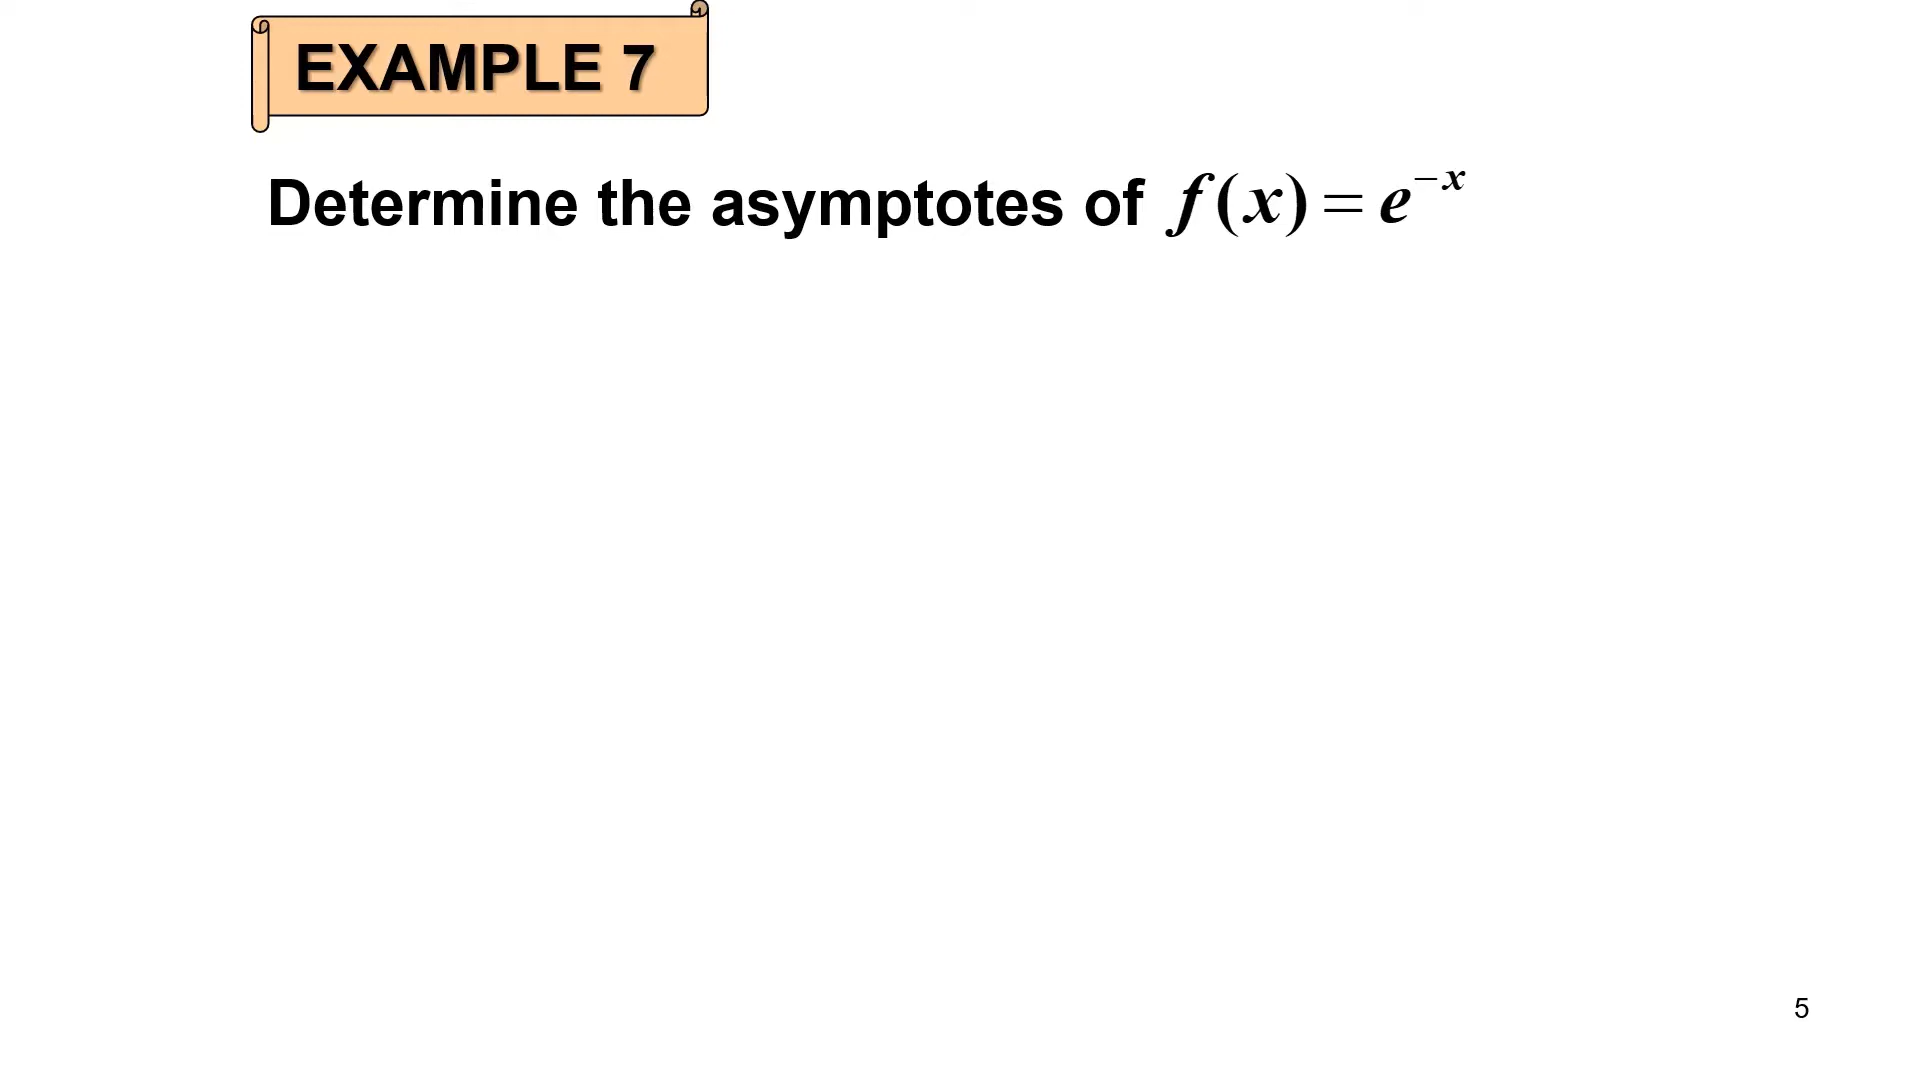 EXAMPLE 7
Determine the asymptotes of f(x) = e⁻ˣ
5